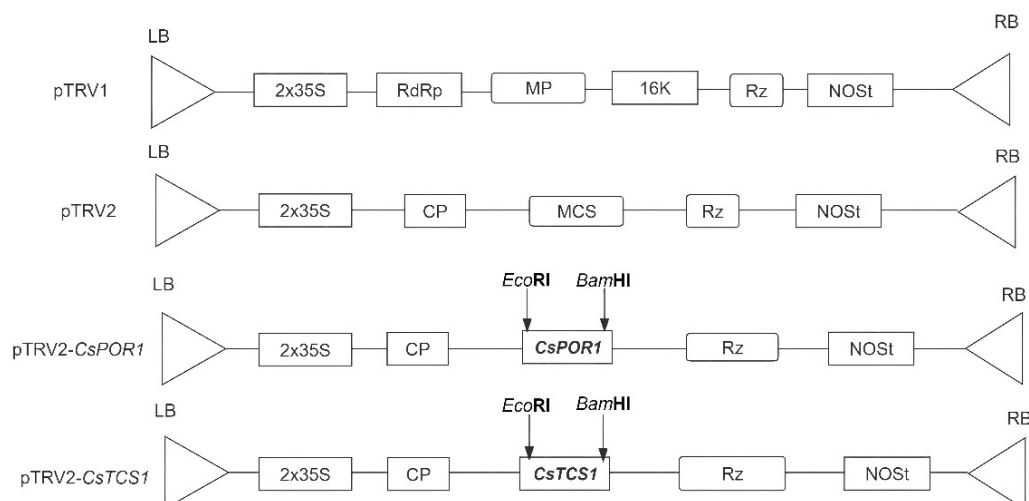 LB RB
pTRV1 2x35S RdRp MP 16K Rz NOSt
LB RB
pTRV2 2x35S CP MCS Rz NOSt
LB EcoRI BamHI RB
pTRV2-CsPOR1 2x35S CP CsPOR1 Rz NOSt
LB EcoRI BamHI RB
pTRV2-CsTCS1 2x35S CP CsTCS1 Rz NOSt